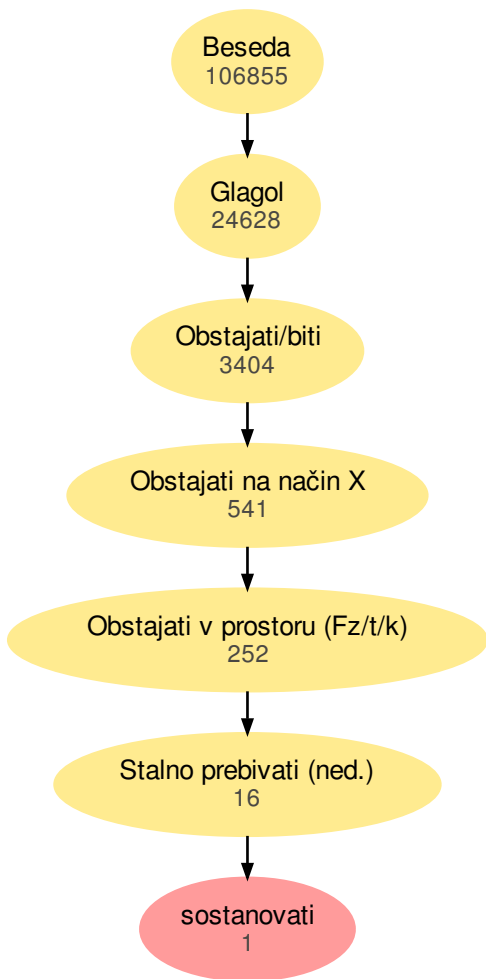 Beseda
106855
Glagol
24628
Obstajati/biti
3404
Obstajati na način X
541
Obstajati v prostoru (Fz/t/k)
252
Stalno prebivati (ned.)
16
sostanovati
1